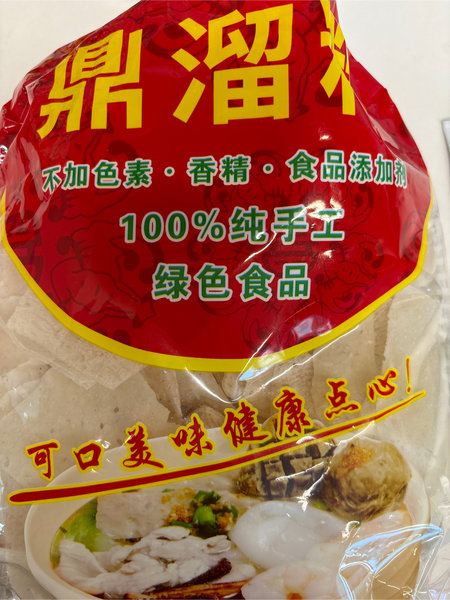 鼎溜
不加色素·香精·食品添加剂
100%纯手工
绿色食品
可口美味健康点心!